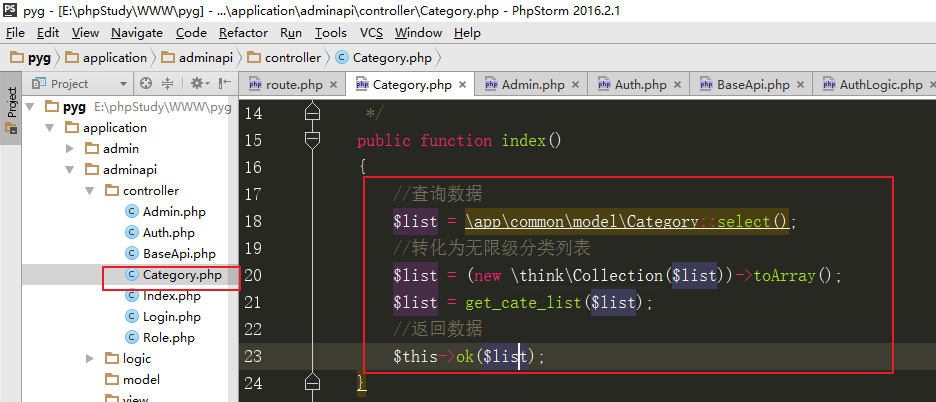 pyg - [E:\phpStudy\WWW\pyg] - ...\application\adminapi\controller\Category.php - PhpStorm 2016.2.1
File Edit View Navigate Code Refactor Run Tools VCS Window Help
pyg application adminapi controller Category.php
Project
Project
route.php × Category.php × Admin.php × Auth.php × BaseApi.php × AuthLogic.php ×
pyg E:\phpStudy\WWW\pyg
application
admin
adminapi
controller
Admin.php
Auth.php
BaseApi.php
Category.php
Index.php
Login.php
Role.php
logic
model
view
14 */
15 public function index()
16 {
17 //查询数据
18 $list = \app\common\model\Category::select();
19 //转化为无限级分类列表
20 $list = (new \think\Collection($list))->toArray();
21 $list = get_cate_list($list);
22 //返回数据
23 $this->ok($list);
24 }